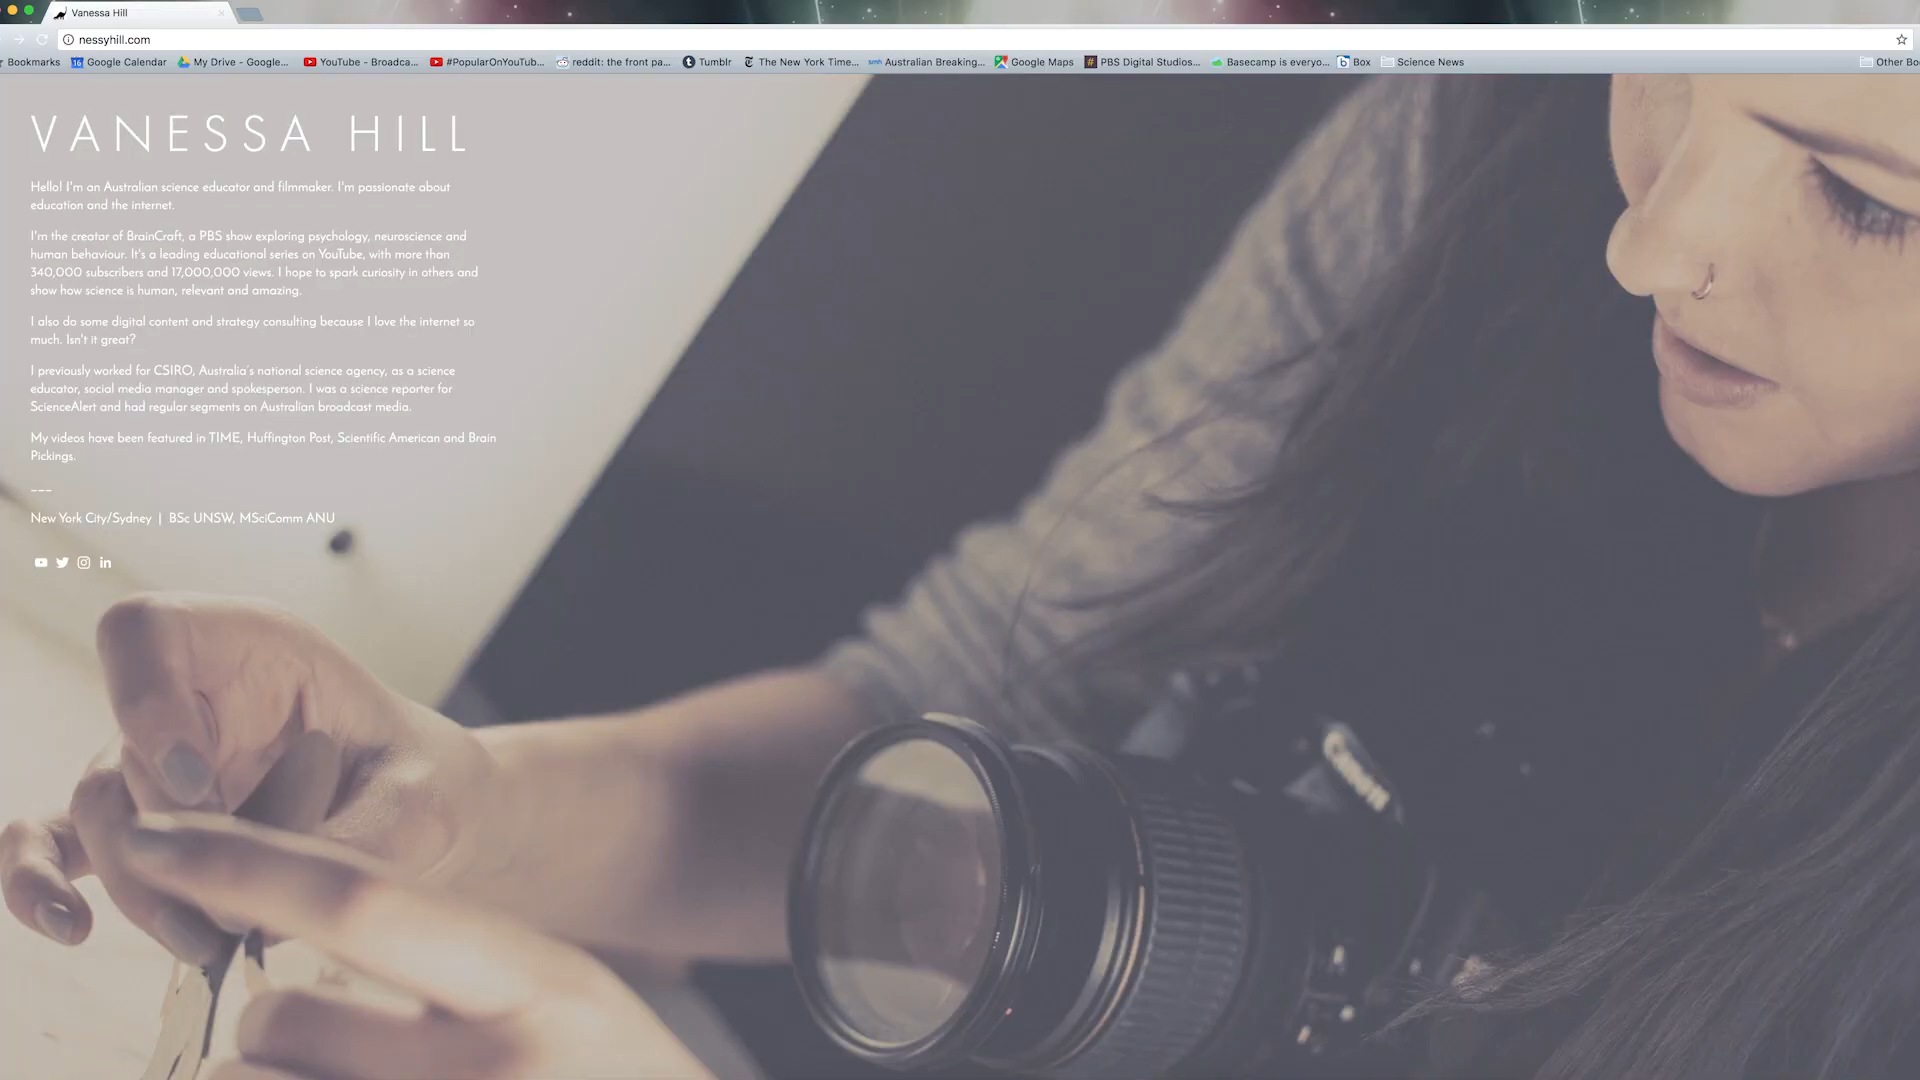 Vanessa Hill
nessyhill.com
Bookmarks 16 Google Calendar My Drive - Google... YouTube - Broadca... #PopularOnYouTub... reddit: the front pa... Tumblr The New York Time... smh Australian Breaking... Google Maps # PBS Digital Studios... Basecamp is everyo... b Box Science News Other Bo
VANESSA HILL
Hello! I'm an Australian science educator and filmmaker. I'm passionate about
education and the internet.
I'm the creator of BrainCraft, a PBS show exploring psychology, neuroscience and
human behaviour. It's a leading educational series on YouTube, with more than
340,000 subscribers and 17,000,000 views. I hope to spark curiosity in others and
show how science is human, relevant and amazing.
I also do some digital content and strategy consulting because I love the internet so
much. Isn't it great?
I previously worked for CSIRO, Australia's national science agency, as a science
educator, social media manager and spokesperson. I was a science reporter for
ScienceAlert and had regular segments on Australian broadcast media.
My videos have been featured in TIME, Huffington Post, Scientific American and Brain
Pickings.
___
New York City/Sydney | BSc UNSW, MSciComm ANU
in